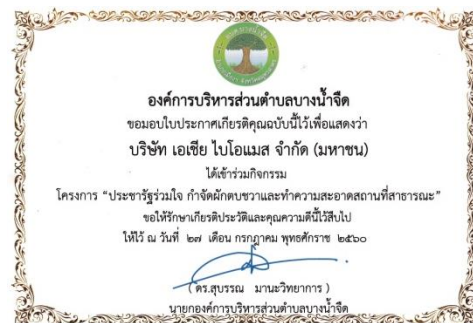 องค์การบริหารส่วนตำบลบางน้ำจืด
ขอมอบใบประกาศเกียรติคุณฉบับนี้ไว้เพื่อแสดงว่า
บริษัท เอเชีย ไบโอแมส จำกัด (มหาชน)
ได้เข้าร่วมกิจกรรม
โครงการ “ประชารัฐร่วมใจ กำจัดผักตบชวาและทำความสะอาดสถานที่สาธารณะ”
ขอให้รักษาเกียรติประวัติและคุณความดีนี้ไว้สืบไป
ให้ไว้ ณ วันที่ ๒๗ เดือน กรกฎาคม พุทธศักราช ๒๕๖๐
(ดร.สุบรรณ มานะวิทยาการ)
นายกองค์การบริหารส่วนตำบลบางน้ำจืด